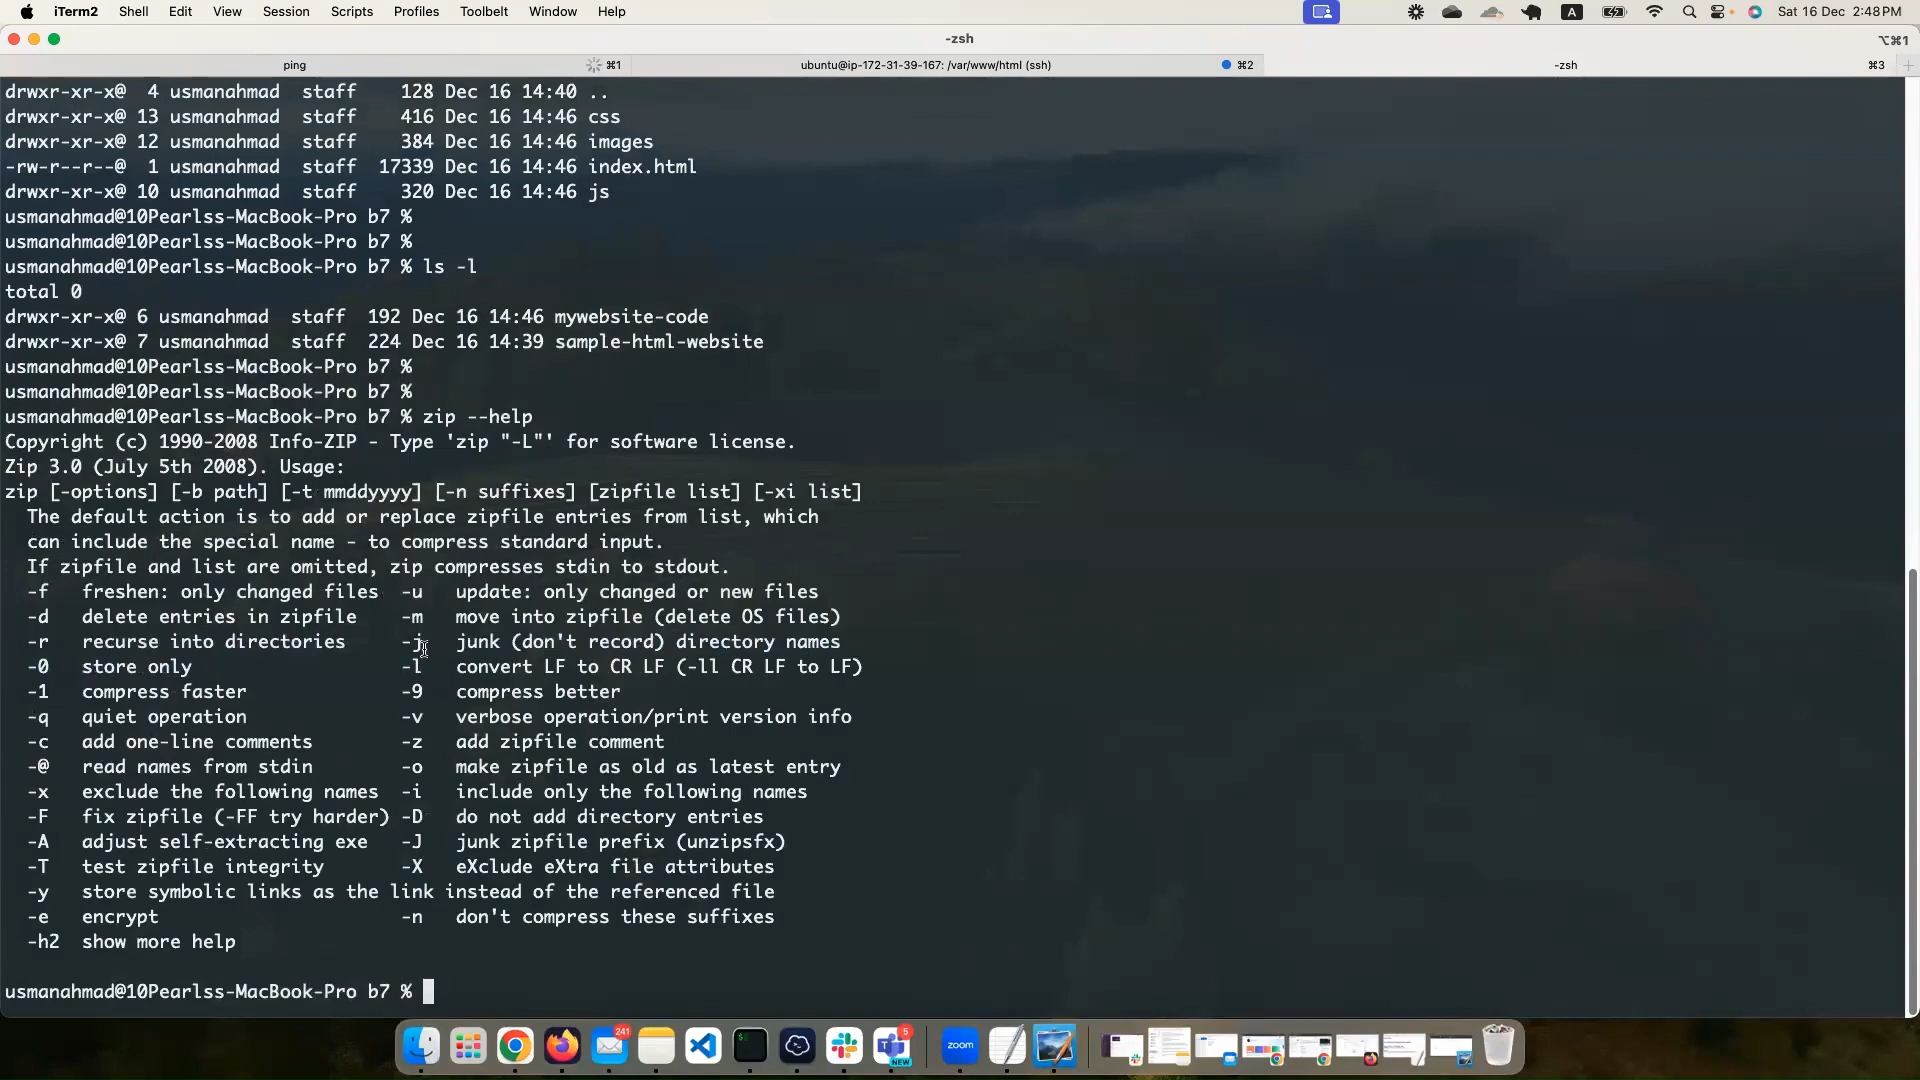 iTerm2 Shell Edit View Session Scripts Profiles Toolbelt Window Help A Sat 16 Dec 2:48 PM
-zsh ⌥⌘1
ping ⌘1 ubuntu@ip-172-31-39-167: /var/www/html (ssh) ⌘2 -zsh ⌘3
drwxr-xr-x@ 4 usmanahmad staff 128 Dec 16 14:40 ..
drwxr-xr-x@ 13 usmanahmad staff 416 Dec 16 14:46 css
drwxr-xr-x@ 12 usmanahmad staff 384 Dec 16 14:46 images
-rw-r--r--@ 1 usmanahmad staff 17339 Dec 16 14:46 index.html
drwxr-xr-x@ 10 usmanahmad staff 320 Dec 16 14:46 js
usmanahmad@10Pearlss-MacBook-Pro b7 %
usmanahmad@10Pearlss-MacBook-Pro b7 %
usmanahmad@10Pearlss-MacBook-Pro b7 % ls -l
total 0
drwxr-xr-x@ 6 usmanahmad staff 192 Dec 16 14:46 mywebsite-code
drwxr-xr-x@ 7 usmanahmad staff 224 Dec 16 14:39 sample-html-website
usmanahmad@10Pearlss-MacBook-Pro b7 %
usmanahmad@10Pearlss-MacBook-Pro b7 %
usmanahmad@10Pearlss-MacBook-Pro b7 % zip --help
Copyright (c) 1990-2008 Info-ZIP - Type 'zip "-L"' for software license.
Zip 3.0 (July 5th 2008). Usage:
zip [-options] [-b path] [-t mmddyyyy] [-n suffixes] [zipfile list] [-xi list]
The default action is to add or replace zipfile entries from list, which
can include the special name - to compress standard input.
If zipfile and list are omitted, zip compresses stdin to stdout.
-f freshen: only changed files -u update: only changed or new files
-d delete entries in zipfile -m move into zipfile (delete OS files)
-r recurse into directories -j junk (don't record) directory names
-0 store only -l convert LF to CR LF (-ll CR LF to LF)
-1 compress faster -9 compress better
-q quiet operation -v verbose operation/print version info
-c add one-line comments -z add zipfile comment
-@ read names from stdin -o make zipfile as old as latest entry
-x exclude the following names -i include only the following names
-F fix zipfile (-FF try harder) -D do not add directory entries
-A adjust self-extracting exe -J junk zipfile prefix (unzipsfx)
-T test zipfile integrity -X eXclude eXtra file attributes
-y store symbolic links as the link instead of the referenced file
-e encrypt -n don't compress these suffixes
-h2 show more help
usmanahmad@10Pearlss-MacBook-Pro b7 %
241 5 NEW zoom